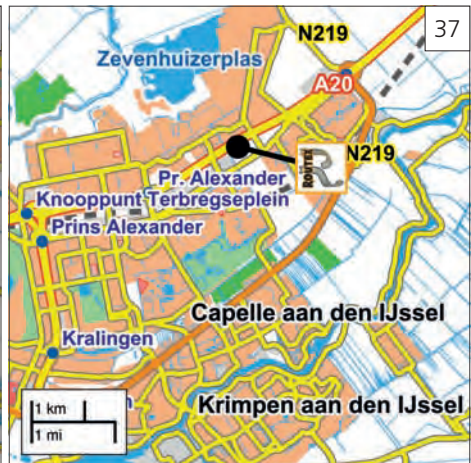 N219
37
Zevenhuizerplas
A20
N219
ROUTEX
Pr. Alexander
Knooppunt Terbregseplein
Prins Alexander
Capelle aan den IJssel
Kralingen
Krimpen aan den IJssel
1 km
1 mi